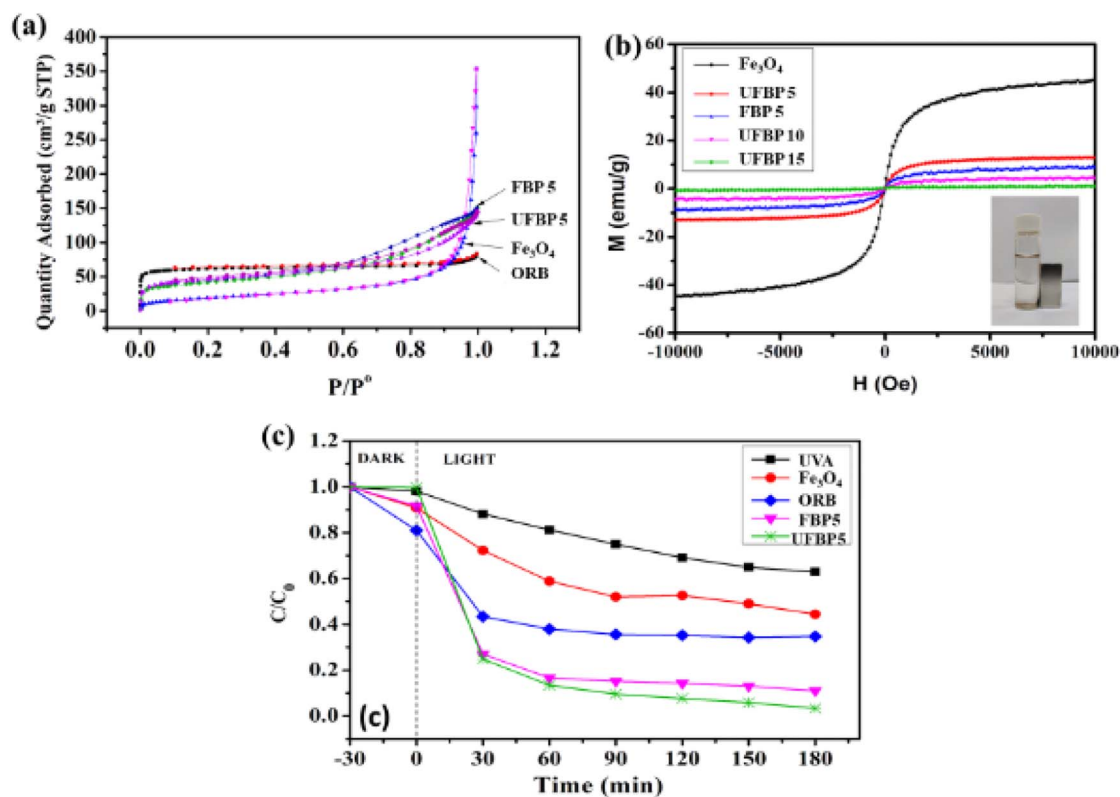 (a)
Quantity Adsorbed (cm³/g STP)
400
350
300
250
200
150
100
50
0
FBP 5
UFBP 5
Fe₃O₄
ORB
0.0 0.2 0.4 0.6 0.8 1.0 1.2
P/P°
(b)
M (emu/g)
60
40
20
0
-20
-40
-60
Fe₃O₄
UFBP 5
FBP 5
UFBP 10
UFBP 15
-10000 -5000 0 5000 10000
H (Oe)
(c)
C/C₀
1.2
1.0
0.8
0.6
0.4
0.2
0.0
DARK LIGHT
UVA
Fe₃O₄
ORB
FBP5
UFBP5
(c)
-30 0 30 60 90 120 150 180
Time (min)